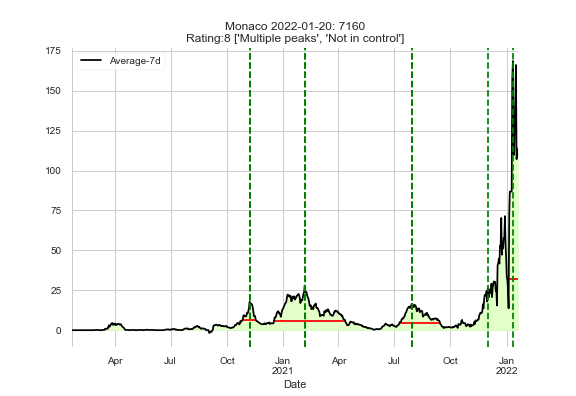 Monaco 2022-01-20: 7160
Rating:8 ['Multiple peaks', 'Not in control']
Average-7d
175
150
125
100
75
50
25
0
Apr Jul Oct Jan Apr Jul Oct Jan
2021 2022
Date